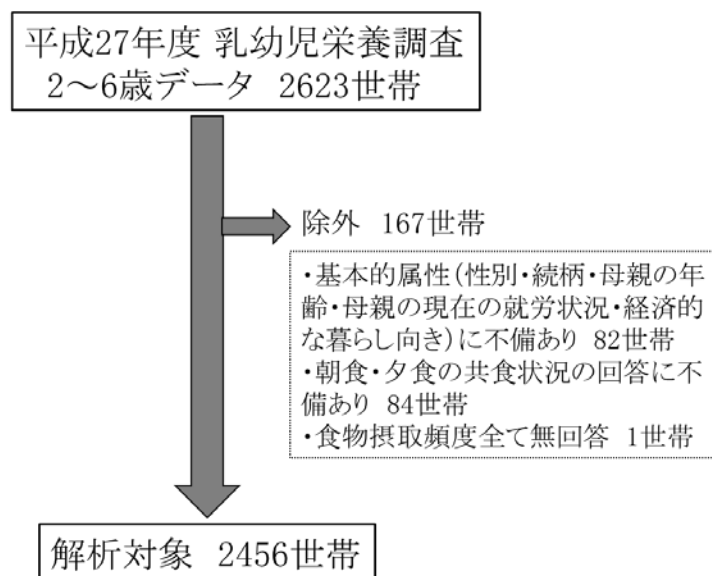 平成27年度 乳幼児栄養調査
2～6歳データ 2623世帯
除外 167世帯
・基本的属性(性別・続柄・母親の年
齢・母親の現在の就労状況・経済的
な暮らし向き)に不備あり 82世帯
・朝食・夕食の共食状況の回答に不
備あり 84世帯
・食物摂取頻度全て無回答 1世帯
解析対象 2456世帯